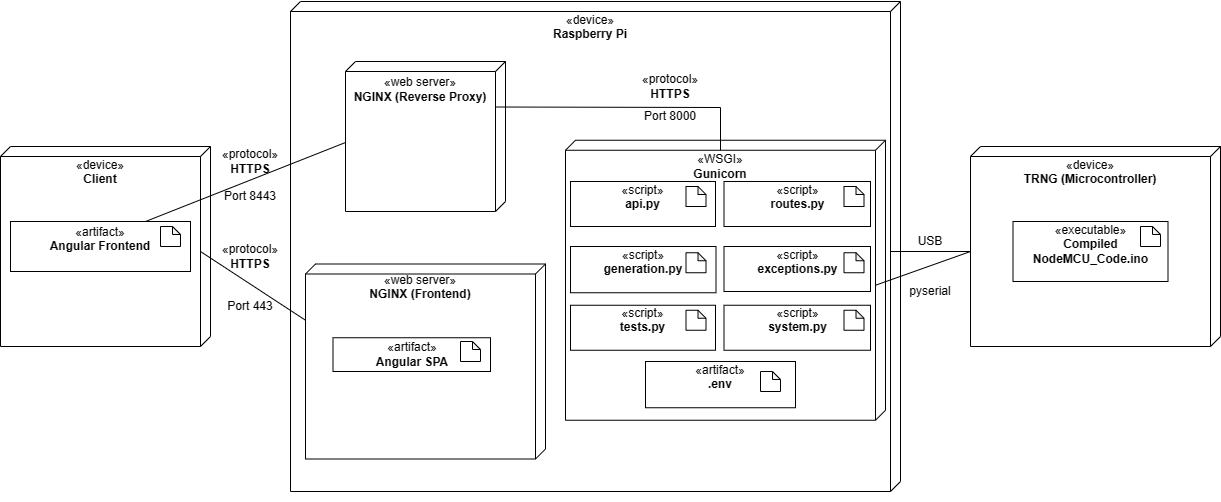 «device»
Raspberry Pi
«web server»
NGINX (Reverse Proxy)
«protocol»
HTTPS
Port 8000
«device»
Client
«artifact»
Angular Frontend
«protocol»
HTTPS
Port 8443
«protocol»
HTTPS
Port 443
«web server»
NGINX (Frontend)
«artifact»
Angular SPA
«WSGI»
Gunicorn
«script»
api.py
«script»
routes.py
«script»
generation.py
«script»
exceptions.py
«script»
tests.py
«script»
system.py
«artifact»
.env
USB
pyserial
«device»
TRNG (Microcontroller)
«executable»
Compiled
NodeMCU_Code.ino